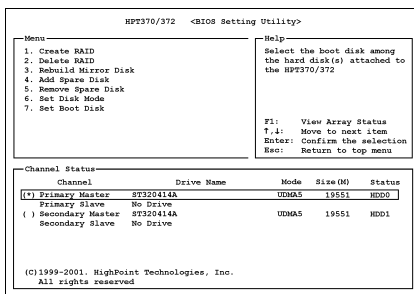 HPT370/372 <BIOS Setting Utility>
Menu
1. Create RAID
2. Delete RAID
3. Rebuild Mirror Disk
4. Add Spare Disk
5. Remove Spare Disk
6. Set Disk Mode
7. Set Boot Disk
Help
Select the boot disk among
the hard disk(s) attached to
the HPT370/372
F1: View Array Status
↑,↓: Move to next item
Enter: Confirm the selection
Esc: Return to top menu
Channel Status
Channel Drive Name Mode Size(M) Status
(*) Primary Master ST320414A UDMA5 19551 HDD0
Primary Slave No Drive
( ) Secondary Master ST320414A UDMA5 19551 HDD1
Secondary Slave No Drive
(C)1999-2001. HighPoint Technologies, Inc.
All rights reserved